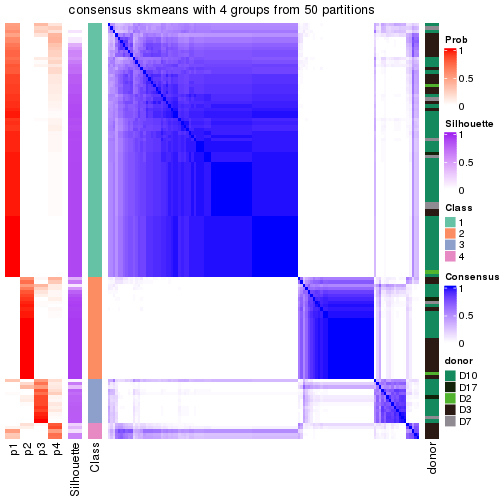 consensus skmeans with 4 groups from 50 partitions
Prob
1
0.5
0
Silhouette
1
0.5
0
Class
1
2
3
4
Consensus
1
0.5
0
donor
D10
D17
D2
D3
D7
p1
p2
p3
p4
Silhouette
Class
donor